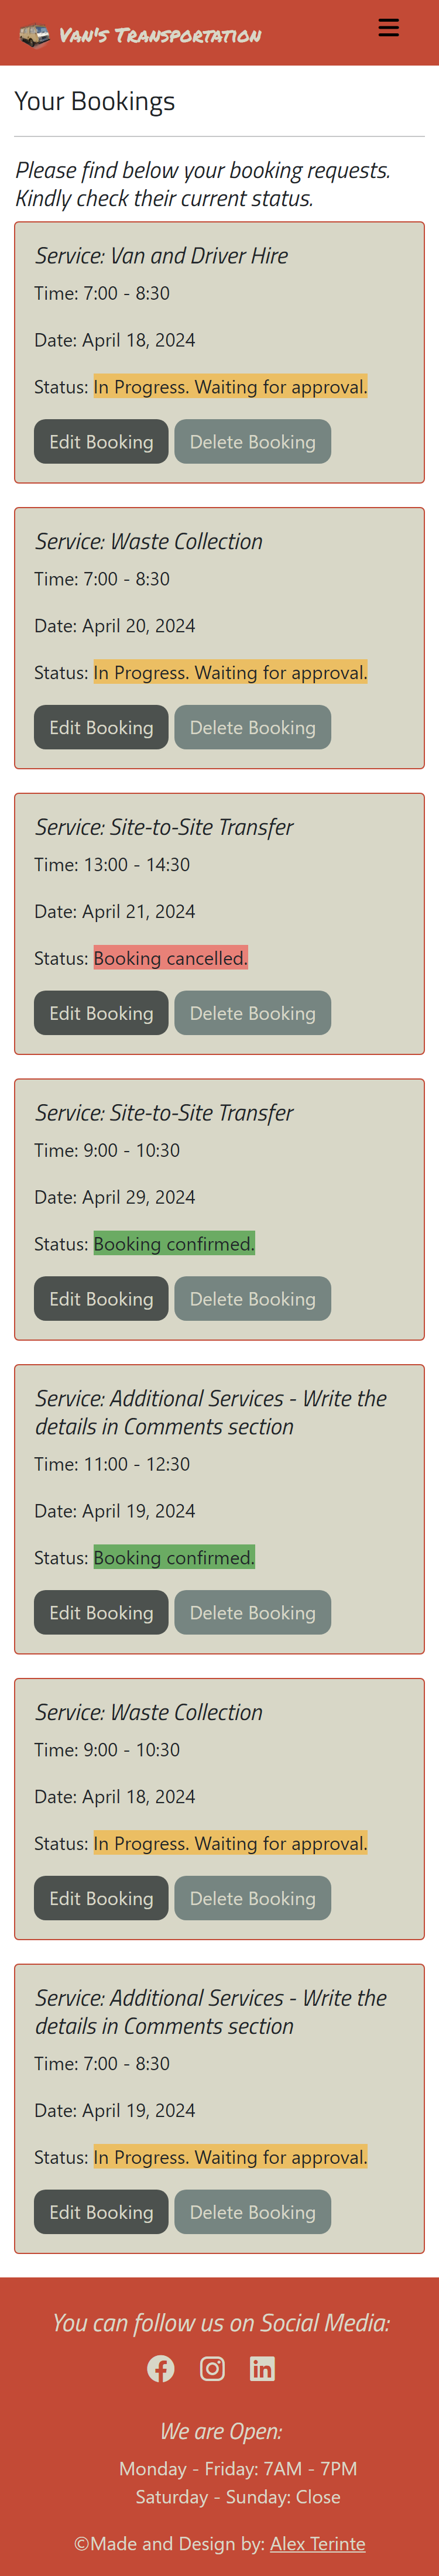 Van's Transportation
Your Bookings
Please find below your booking requests.
Kindly check their current status.
Service: Van and Driver Hire
Time: 7:00 - 8:30
Date: April 18, 2024
Status: In Progress. Waiting for approval.
Edit Booking Delete Booking
Service: Waste Collection
Time: 7:00 - 8:30
Date: April 20, 2024
Status: In Progress. Waiting for approval.
Edit Booking Delete Booking
Service: Site-to-Site Transfer
Time: 13:00 - 14:30
Date: April 21, 2024
Status: Booking cancelled.
Edit Booking Delete Booking
Service: Site-to-Site Transfer
Time: 9:00 - 10:30
Date: April 29, 2024
Status: Booking confirmed.
Edit Booking Delete Booking
Service: Additional Services - Write the
details in Comments section
Time: 11:00 - 12:30
Date: April 19, 2024
Status: Booking confirmed.
Edit Booking Delete Booking
Service: Waste Collection
Time: 9:00 - 10:30
Date: April 18, 2024
Status: In Progress. Waiting for approval.
Edit Booking Delete Booking
Service: Additional Services - Write the
details in Comments section
Time: 7:00 - 8:30
Date: April 19, 2024
Status: In Progress. Waiting for approval.
Edit Booking Delete Booking
You can follow us on Social Media:
We are Open:
Monday - Friday: 7AM - 7PM
Saturday - Sunday: Close
©Made and Design by: Alex Terinte